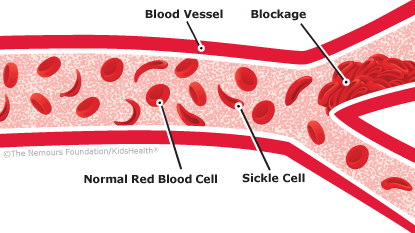 Blood Vessel
Blockage
©The Nemours Foundation/KidsHealth®
Normal Red Blood Cell
Sickle Cell